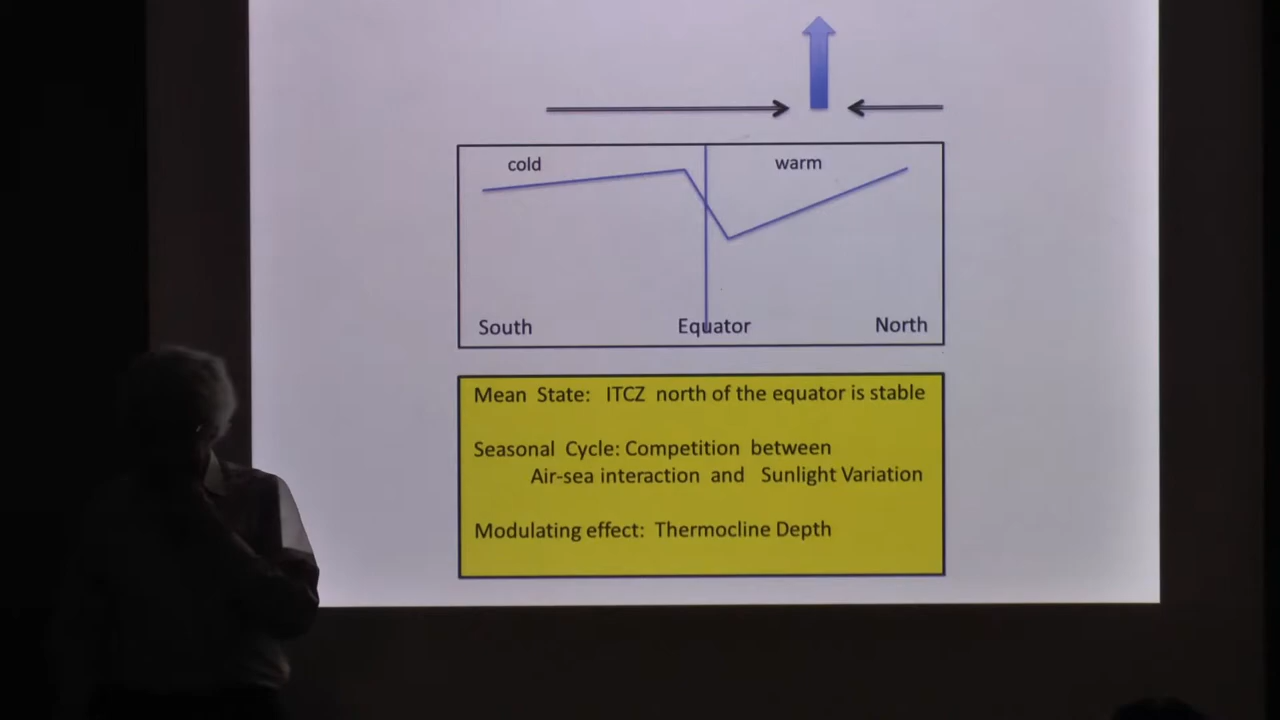 cold warm
South Equator North
Mean State: ITCZ north of the equator is stable
Seasonal Cycle: Competition between
Air-sea interaction and Sunlight Variation
Modulating effect: Thermocline Depth